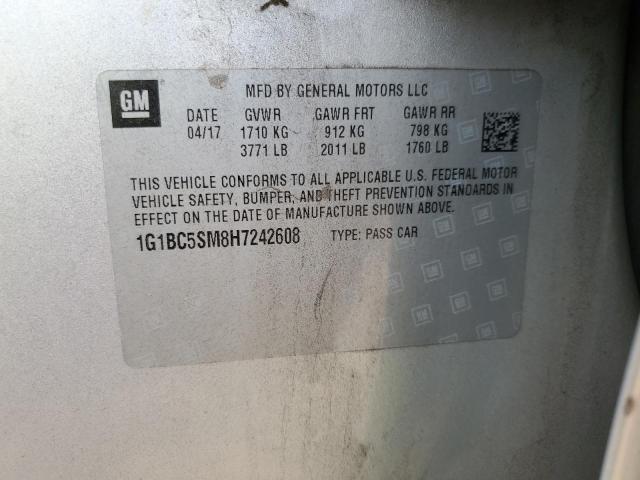 GM
MFD BY GENERAL MOTORS LLC
DATE GVWR GAWR FRT GAWR RR
04/17 1710 KG 912 KG 798 KG
3771 LB 2011 LB 1760 LB
THIS VEHICLE CONFORMS TO ALL APPLICABLE U.S. FEDERAL MOTOR
VEHICLE SAFETY, BUMPER, AND THEFT PREVENTION STANDARDS IN
EFFECT ON THE DATE OF MANUFACTURE SHOWN ABOVE.
1G1BC5SM8H7242608 TYPE: PASS CAR